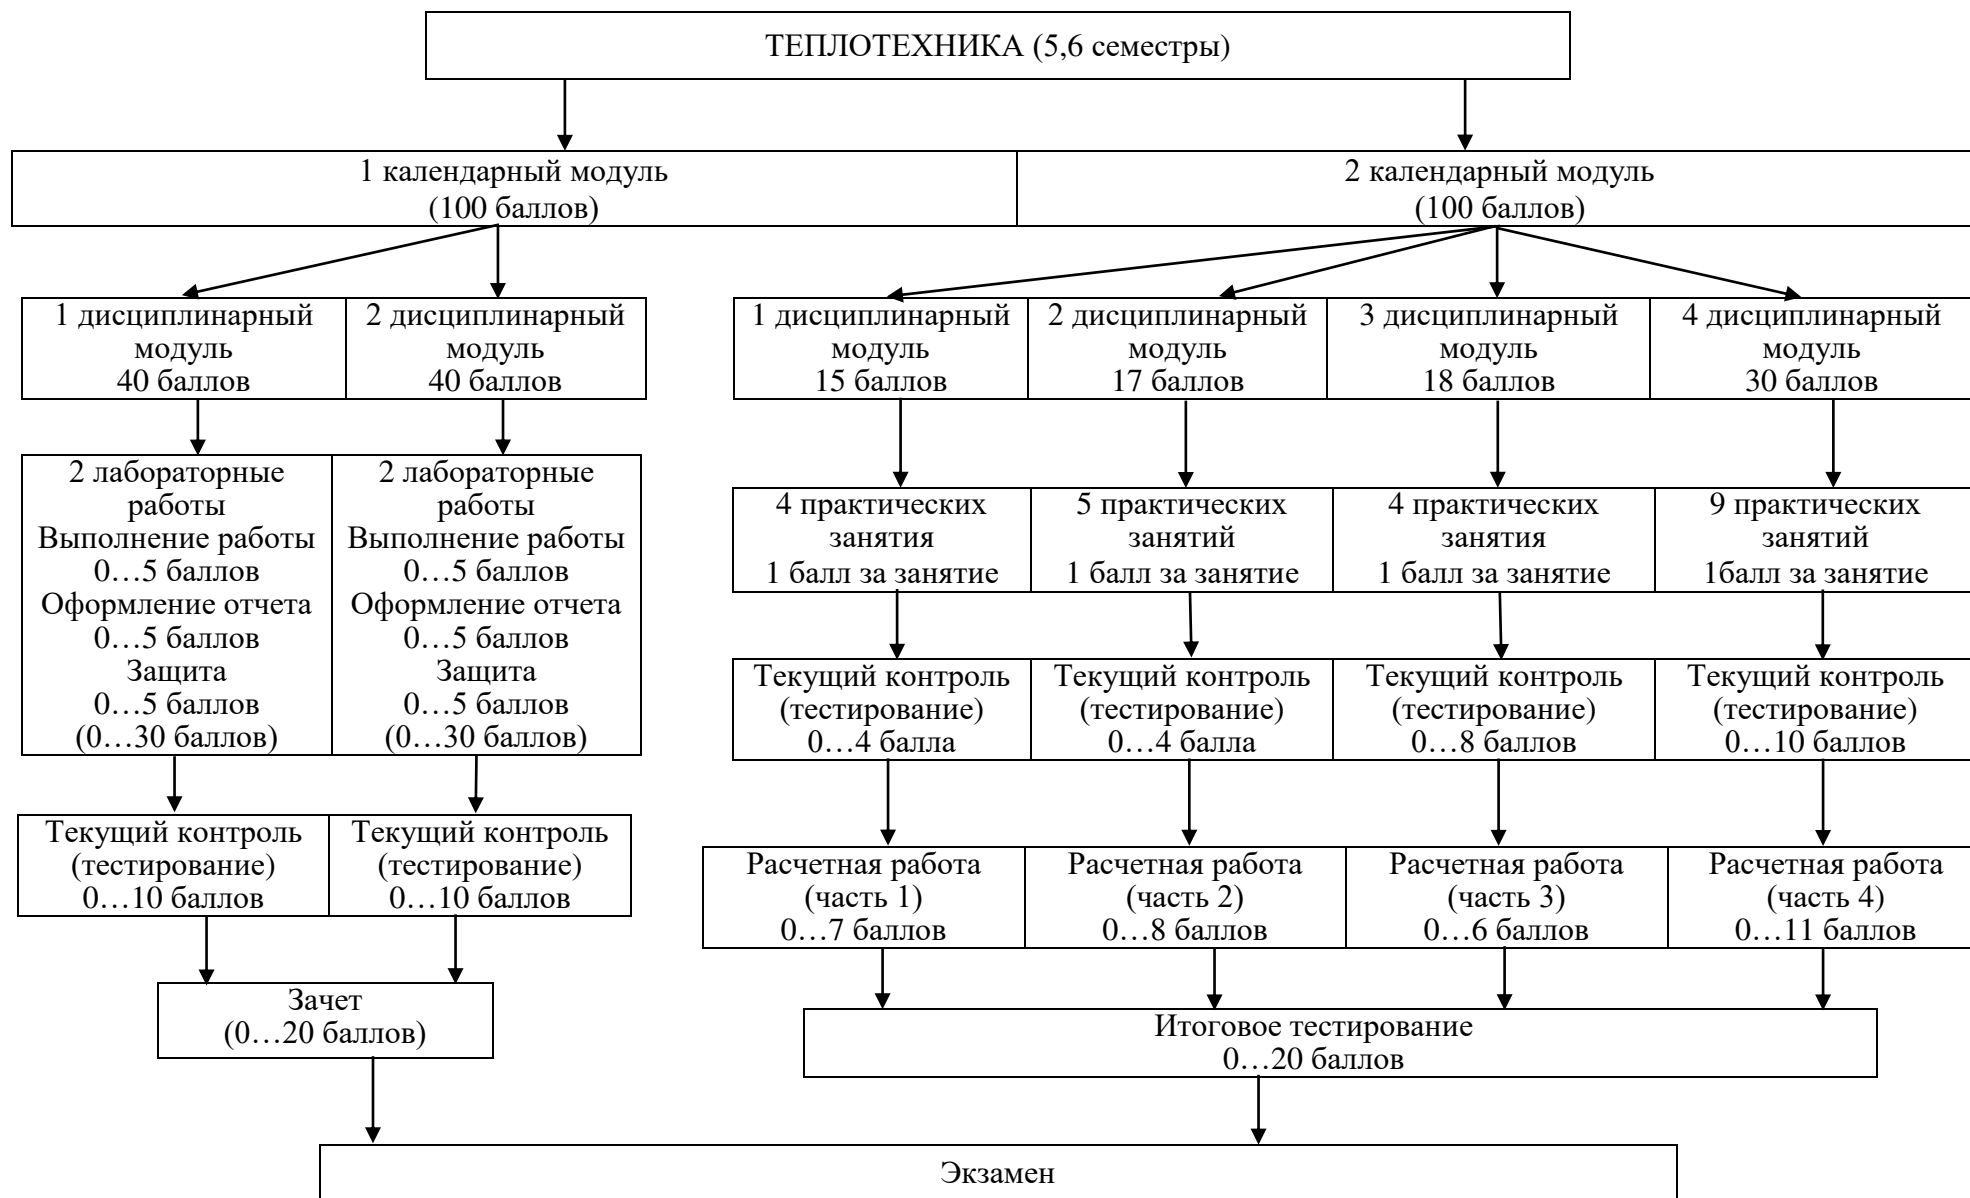 ТЕПЛОТЕХНИКА (5,6 семестры)
1 календарный модуль
(100 баллов)
2 календарный модуль
(100 баллов)
1 дисциплинарный
модуль
40 баллов
2 дисциплинарный
модуль
40 баллов
1 дисциплинарный
модуль
15 баллов
2 дисциплинарный
модуль
17 баллов
3 дисциплинарный
модуль
18 баллов
4 дисциплинарный
модуль
30 баллов
2 лабораторные
работы
Выполнение работы
0…5 баллов
Оформление отчета
0…5 баллов
Защита
0…5 баллов
(0…30 баллов)
2 лабораторные
работы
Выполнение работы
0…5 баллов
Оформление отчета
0…5 баллов
Защита
0…5 баллов
(0…30 баллов)
4 практических
занятия
1 балл за занятие
5 практических
занятий
1 балл за занятие
4 практических
занятия
1 балл за занятие
9 практических
занятий
1балл за занятие
Текущий контроль
(тестирование)
0…4 балла
Текущий контроль
(тестирование)
0…4 балла
Текущий контроль
(тестирование)
0…8 баллов
Текущий контроль
(тестирование)
0…10 баллов
Текущий контроль
(тестирование)
0…10 баллов
Текущий контроль
(тестирование)
0…10 баллов
Расчетная работа
(часть 1)
0…7 баллов
Расчетная работа
(часть 2)
0…8 баллов
Расчетная работа
(часть 3)
0…6 баллов
Расчетная работа
(часть 4)
0…11 баллов
Зачет
(0…20 баллов)
Итоговое тестирование
0…20 баллов
Экзамен